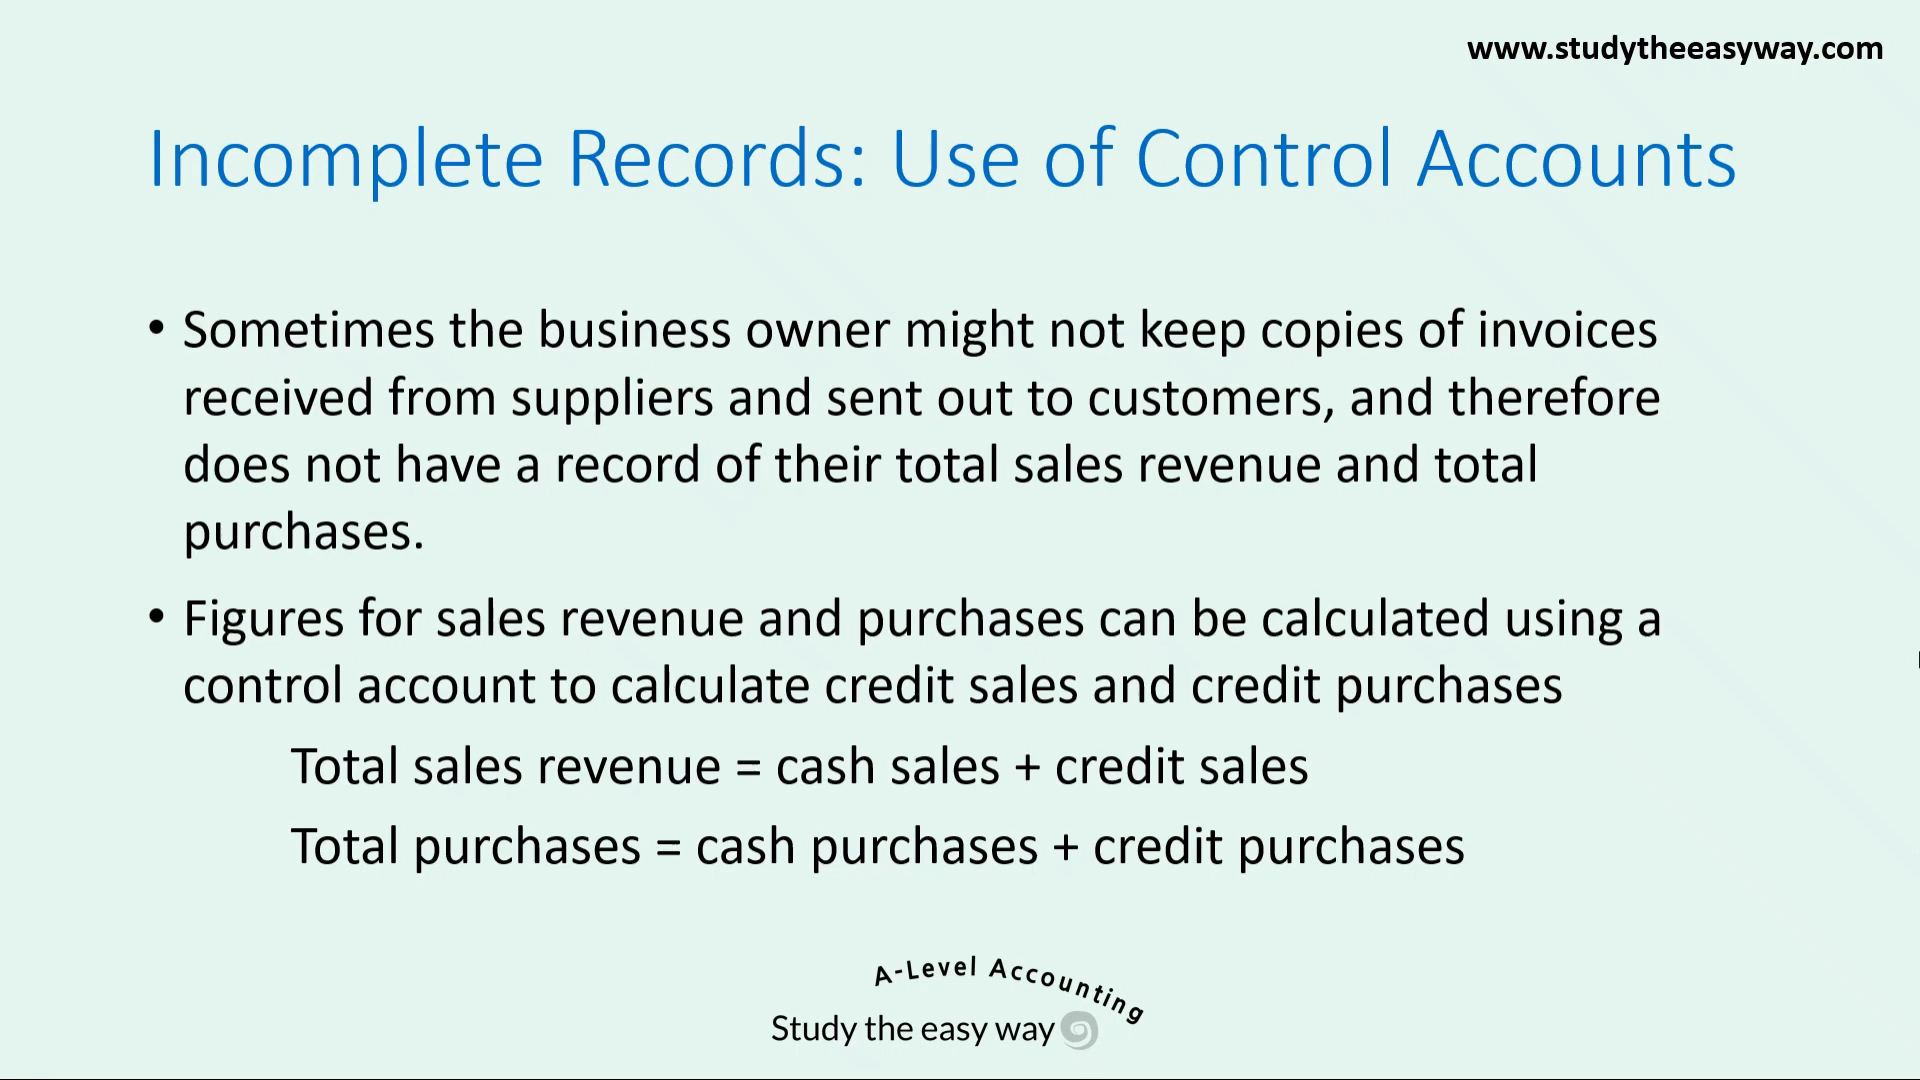 www.studytheeasyway.com
Incomplete Records: Use of Control Accounts
• Sometimes the business owner might not keep copies of invoices
received from suppliers and sent out to customers, and therefore
does not have a record of their total sales revenue and total
purchases.
• Figures for sales revenue and purchases can be calculated using a
control account to calculate credit sales and credit purchases
Total sales revenue = cash sales + credit sales
Total purchases = cash purchases + credit purchases
A-Level Accounting
Study the easy way